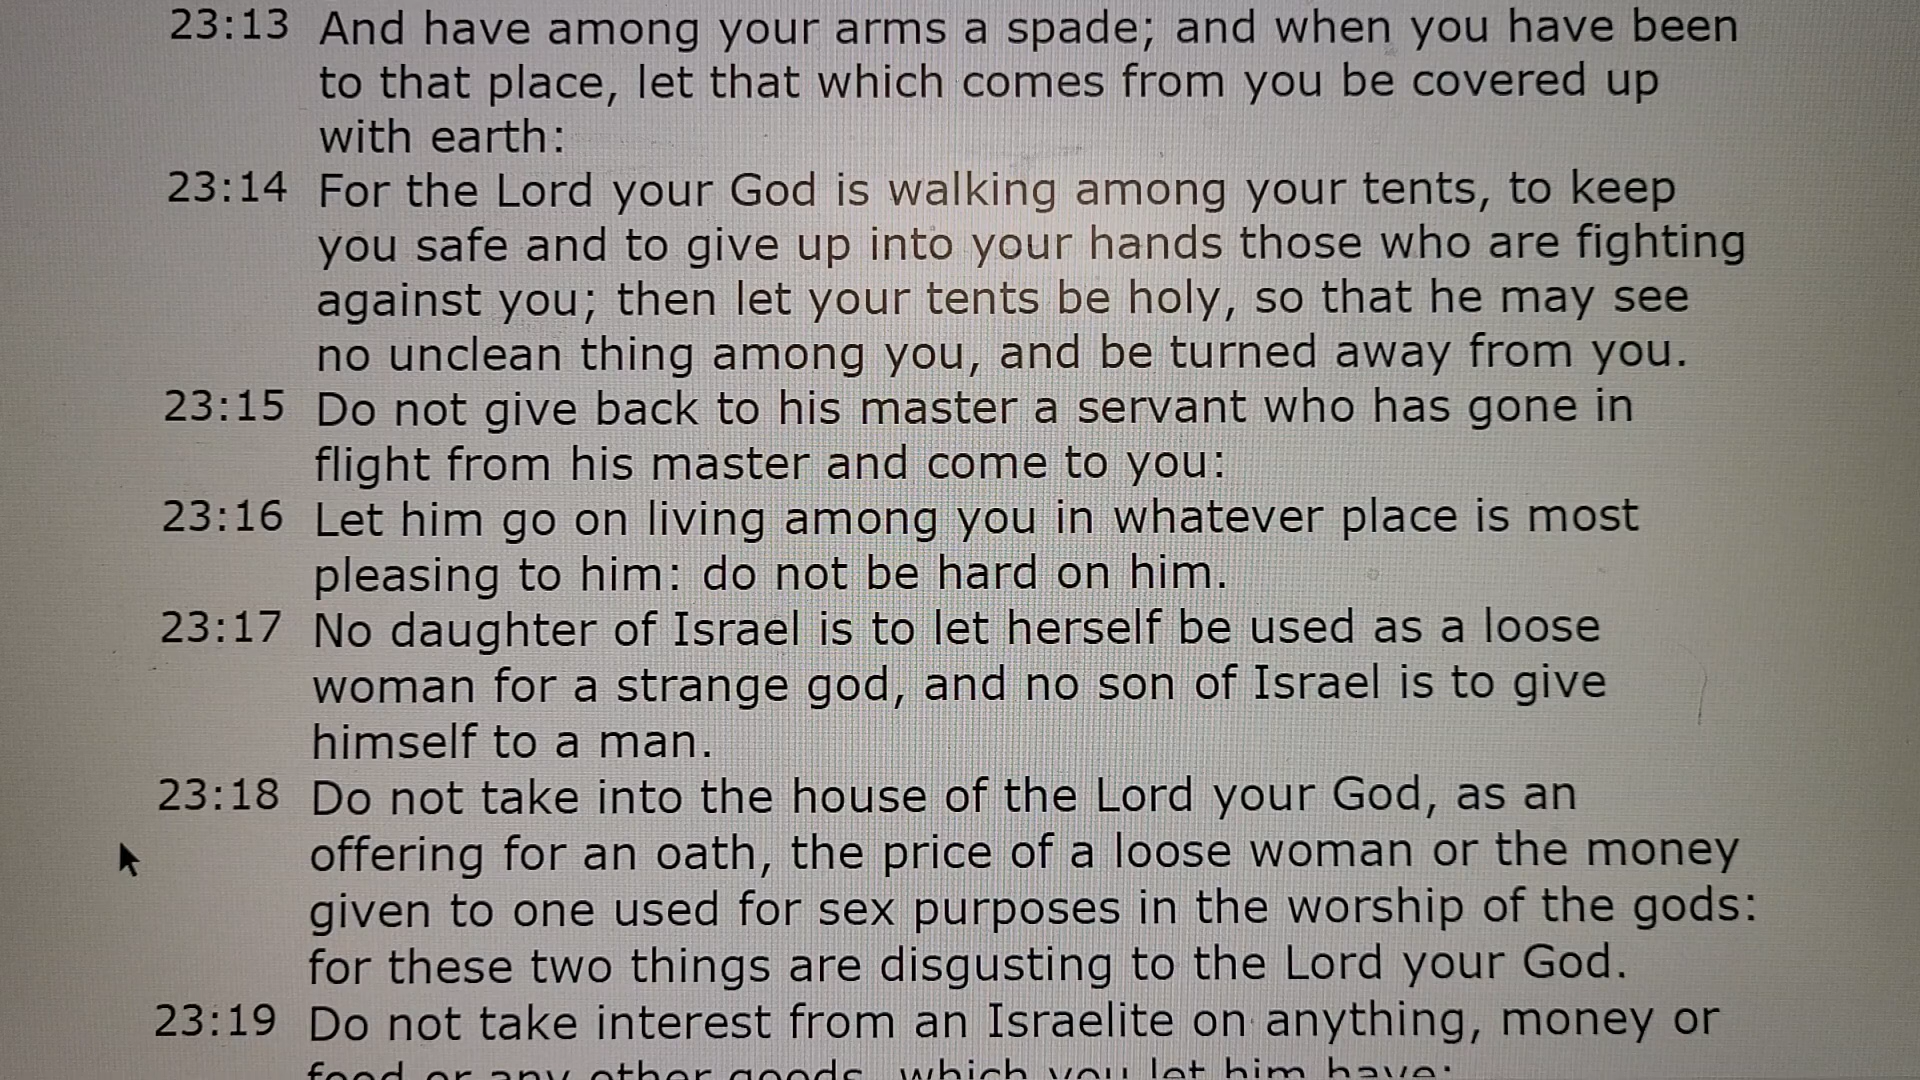 23:13 And have among your arms a spade; and when you have been
to that place, let that which comes from you be covered up
with earth:
23:14 For the Lord your God is walking among your tents, to keep
you safe and to give up into your hands those who are fighting
against you; then let your tents be holy, so that he may see
no unclean thing among you, and be turned away from you.
23:15 Do not give back to his master a servant who has gone in
flight from his master and come to you:
23:16 Let him go on living among you in whatever place is most
pleasing to him: do not be hard on him.
23:17 No daughter of Israel is to let herself be used as a loose
woman for a strange god, and no son of Israel is to give
himself to a man.
23:18 Do not take into the house of the Lord your God, as an
offering for an oath, the price of a loose woman or the money
given to one used for sex purposes in the worship of the gods:
for these two things are disgusting to the Lord your God.
23:19 Do not take interest from an Israelite on anything, money or
food or any other goods, which you let him have: